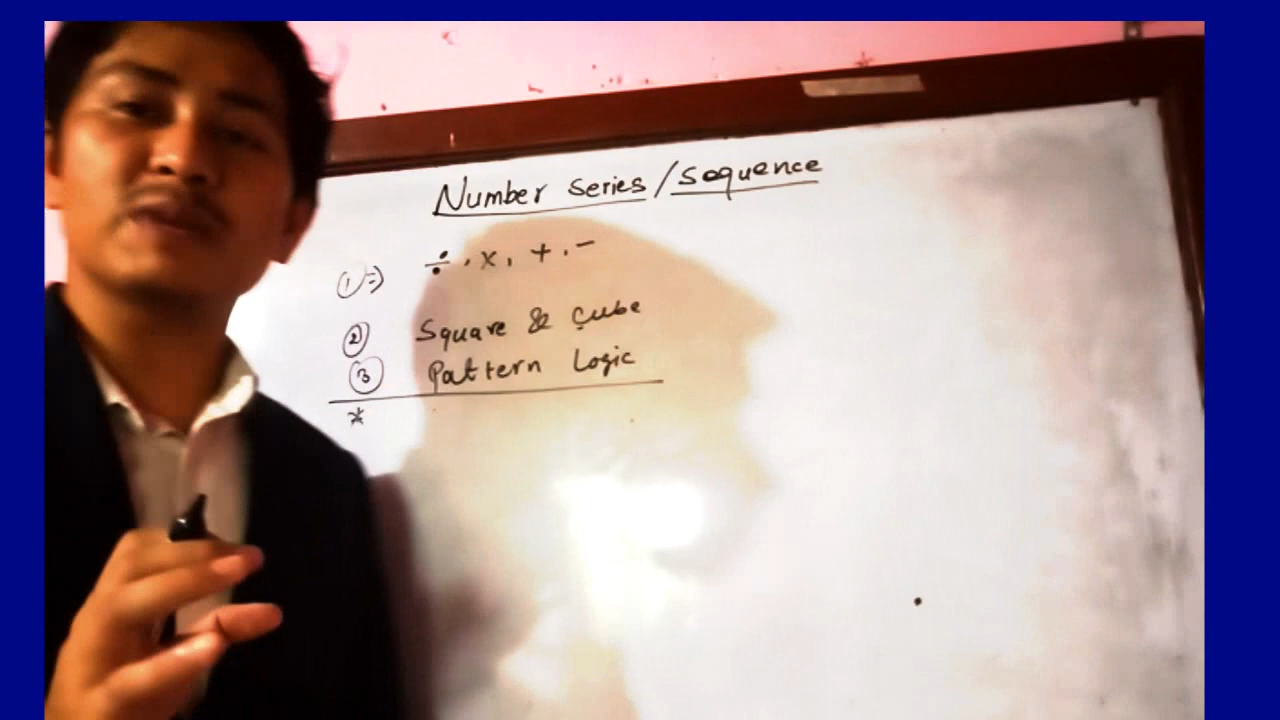 Number Series/Sequence
①⇒ ÷, ×, +, -
② Square & Cube
③ Pattern Logic
*